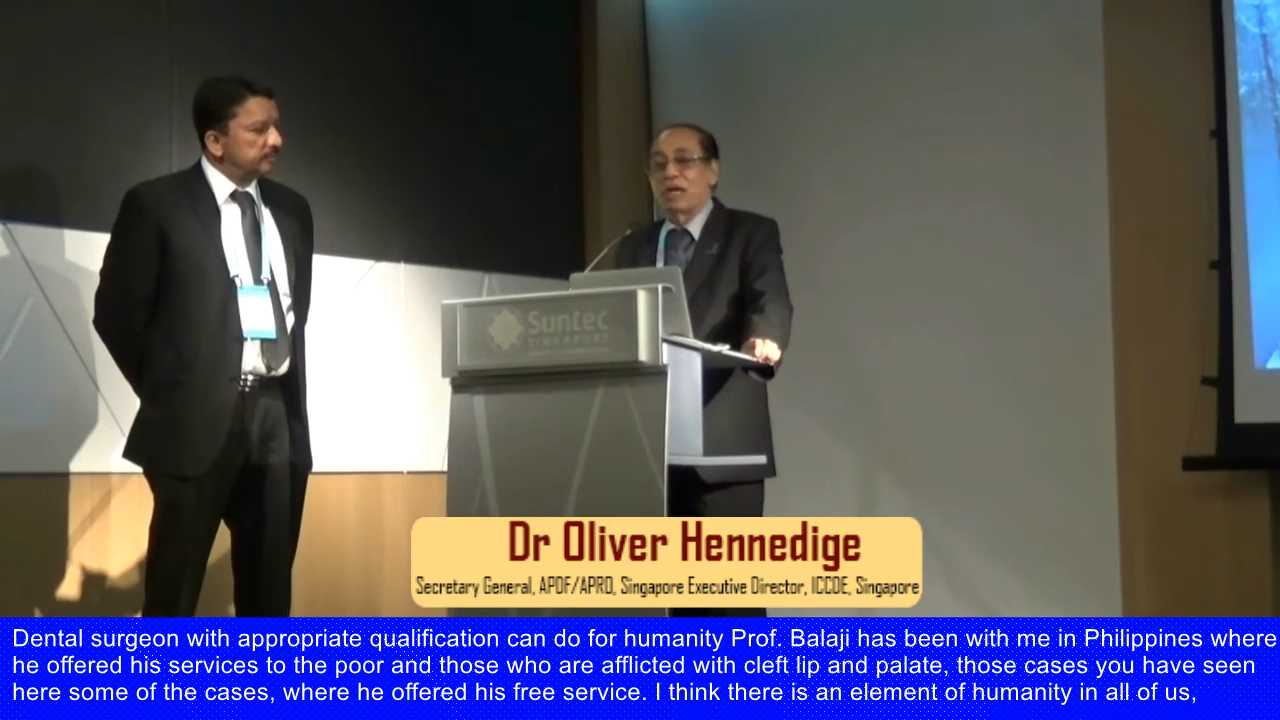 Suntec
SINGAPORE
Dr Oliver Hennedige
Secretary General, APDF/APRO, Singapore Executive Director, ICCDE, Singapore
Dental surgeon with appropriate qualification can do for humanity Prof. Balaji has been with me in Philippines where
he offered his services to the poor and those who are afflicted with cleft lip and palate, those cases you have seen
here some of the cases, where he offered his free service. I think there is an element of humanity in all of us,